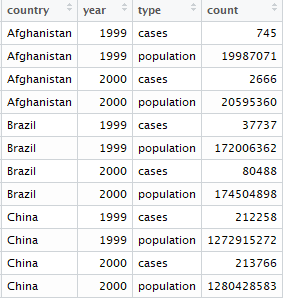 country year type count
Afghanistan 1999 cases 745
Afghanistan 1999 population 19987071
Afghanistan 2000 cases 2666
Afghanistan 2000 population 20595360
Brazil 1999 cases 37737
Brazil 1999 population 172006362
Brazil 2000 cases 80488
Brazil 2000 population 174504898
China 1999 cases 212258
China 1999 population 1272915272
China 2000 cases 213766
China 2000 population 1280428583